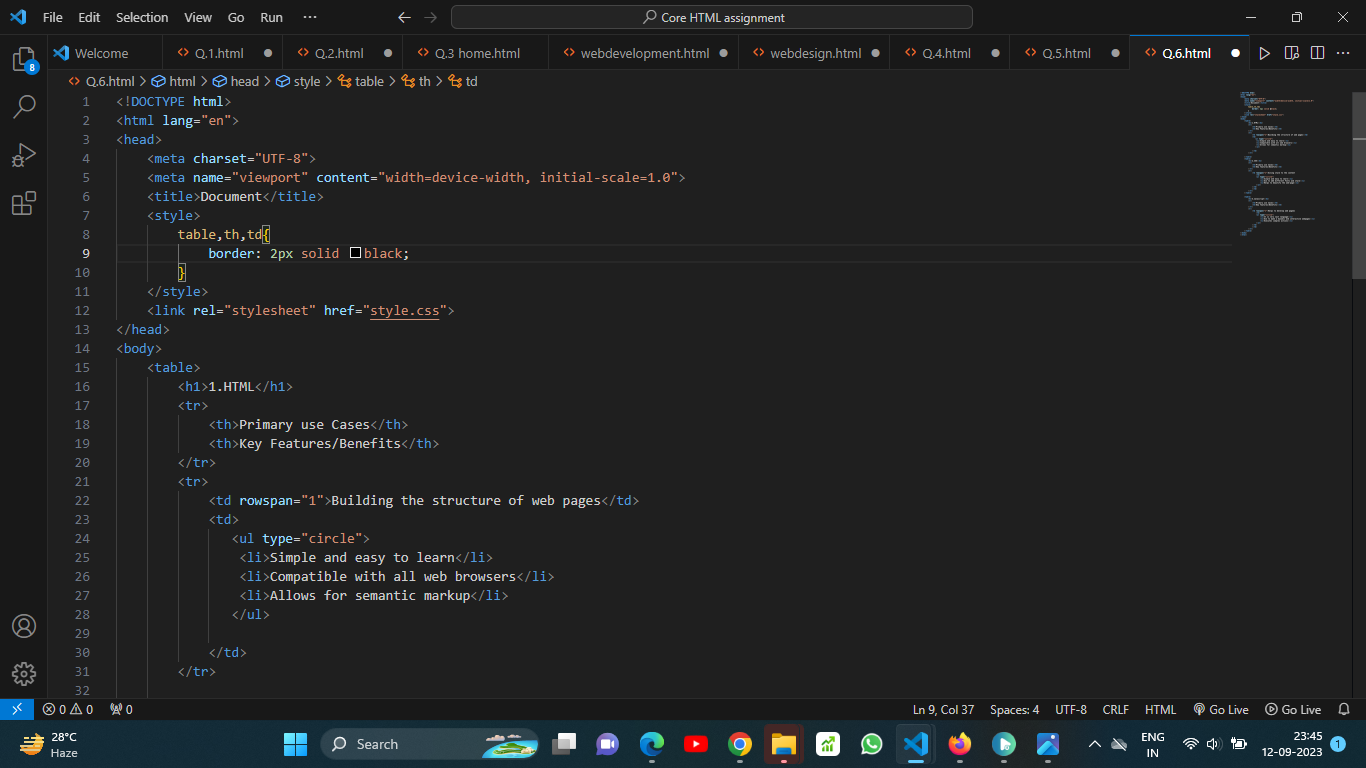 File Edit Selection View Go Run ··· Core HTML assignment
Welcome Q.1.html Q.2.html Q.3 home.html webdevelopment.html webdesign.html Q.4.html Q.5.html Q.6.html
8
Q.6.html > html > head > style > table > th > td
1 <!DOCTYPE html>
2 <html lang="en">
3 <head>
4 <meta charset="UTF-8">
5 <meta name="viewport" content="width=device-width, initial-scale=1.0">
6 <title>Document</title>
7 <style>
8 table,th,td{
9 border: 2px solid black;
10 }
11 </style>
12 <link rel="stylesheet" href="style.css">
13 </head>
14 <body>
15 <table>
16 <h1>1.HTML</h1>
17 <tr>
18 <th>Primary use Cases</th>
19 <th>Key Features/Benefits</th>
20 </tr>
21 <tr>
22 <td rowspan="1">Building the structure of web pages</td>
23 <td>
24 <ul type="circle">
25 <li>Simple and easy to learn</li>
26 <li>Compatible with all web browsers</li>
27 <li>Allows for semantic markup</li>
28 </ul>
29
30 </td>
31 </tr>
32
0 0 0 Ln 9, Col 37 Spaces: 4 UTF-8 CRLF HTML Go Live Go Live
28°C
Haze
Search
ENG
IN
23:45
12-09-2023
1